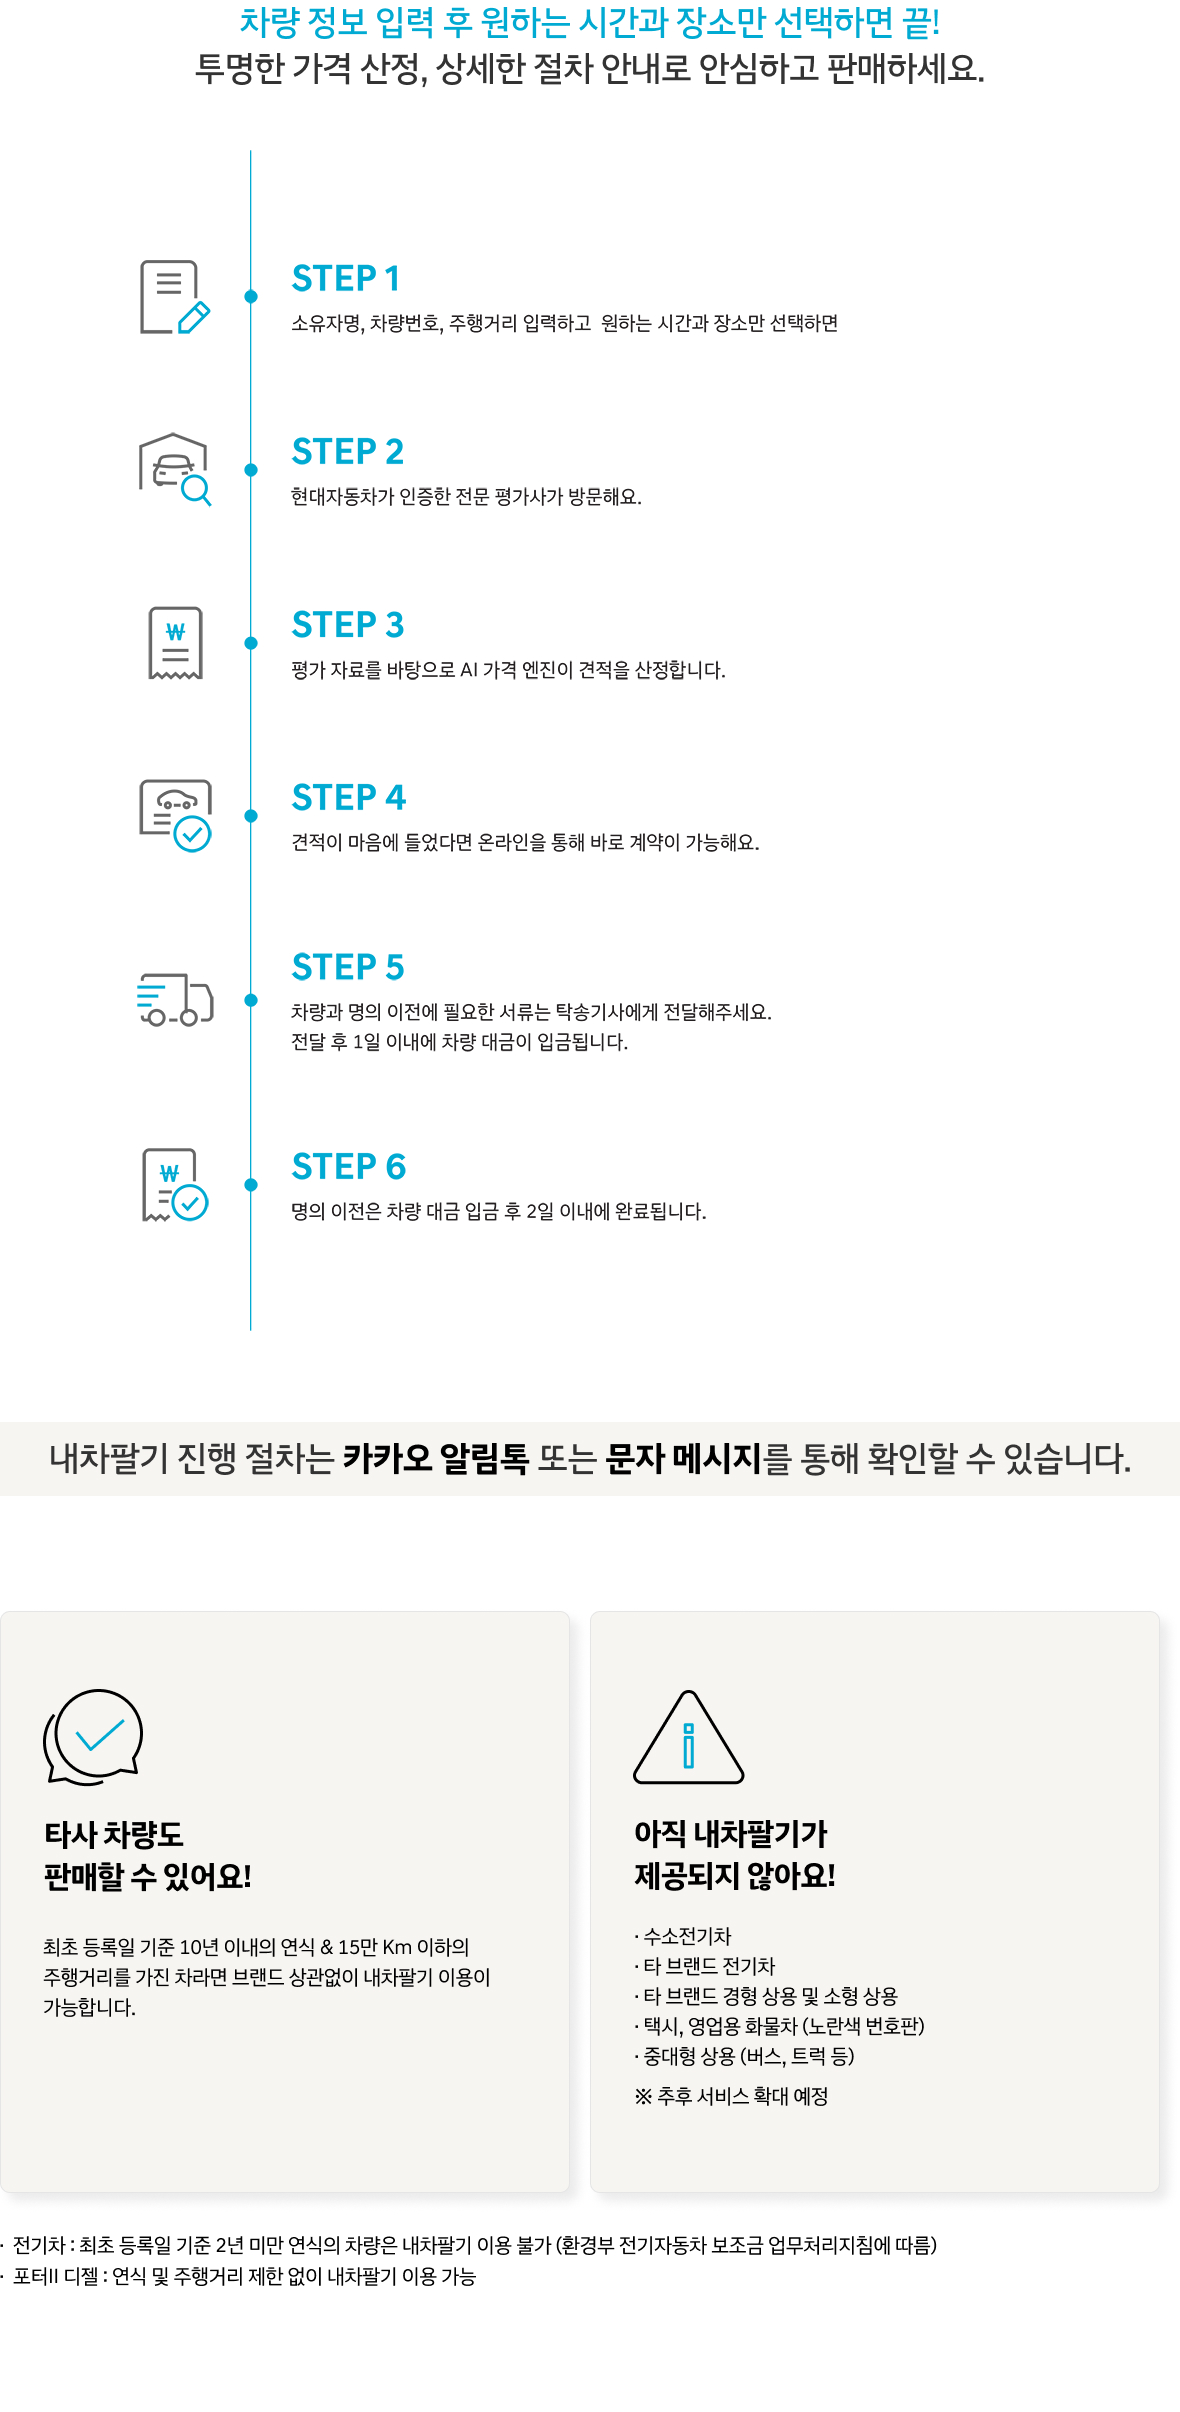 차량 정보 입력 후 원하는 시간과 장소만 선택하면 끝!
투명한 가격 산정, 상세한 절차 안내로 안심하고 판매하세요.
STEP 1
소유자명, 차량번호, 주행거리 입력하고 원하는 시간과 장소만 선택하면
STEP 2
현대자동차가 인증한 전문 평가사가 방문해요.
₩
STEP 3
평가 자료를 바탕으로 AI 가격 엔진이 견적을 산정합니다.
STEP 4
견적이 마음에 들었다면 온라인을 통해 바로 계약이 가능해요.
STEP 5
차량과 명의 이전에 필요한 서류는 탁송기사에게 전달해주세요.
전달 후 1일 이내에 차량 대금이 입금됩니다.
₩
STEP 6
명의 이전은 차량 대금 입금 후 2일 이내에 완료됩니다.
내차팔기 진행 절차는 카카오 알림톡 또는 문자 메시지를 통해 확인할 수 있습니다.
타사 차량도
판매할 수 있어요!
최초 등록일 기준 10년 이내의 연식 & 15만 Km 이하의
주행거리를 가진 차라면 브랜드 상관없이 내차팔기 이용이
가능합니다.
아직 내차팔기가
제공되지 않아요!
· 수소전기차
· 타 브랜드 전기차
· 타 브랜드 경형 상용 및 소형 상용
· 택시, 영업용 화물차 (노란색 번호판)
· 중대형 상용 (버스, 트럭 등)
※ 추후 서비스 확대 예정
· 전기차 : 최초 등록일 기준 2년 미만 연식의 차량은 내차팔기 이용 불가 (환경부 전기자동차 보조금 업무처리지침에 따름)
· 포터II 디젤 : 연식 및 주행거리 제한 없이 내차팔기 이용 가능